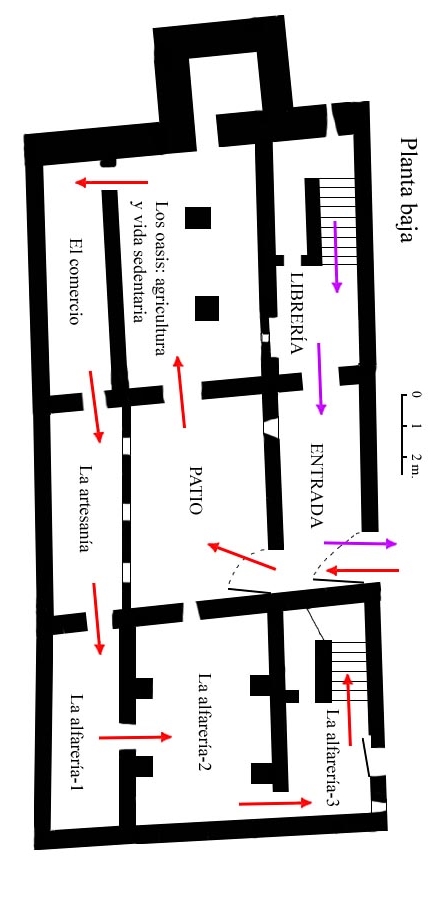 Planta baja
0 1 2 m.
LIBRERÍA
ENTRADA
La alfarería-3
Los oasis: agricultura
y vida sedentaria
PATIO
La alfarería-2
El comercio
La artesanía
La alfarería-1